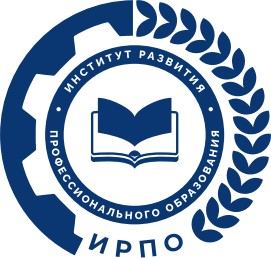 ИНСТИТУТ РАЗВИТИЯ
ПРОФЕССИОНАЛЬНОГО ОБРАЗОВАНИЯ
ИРПО